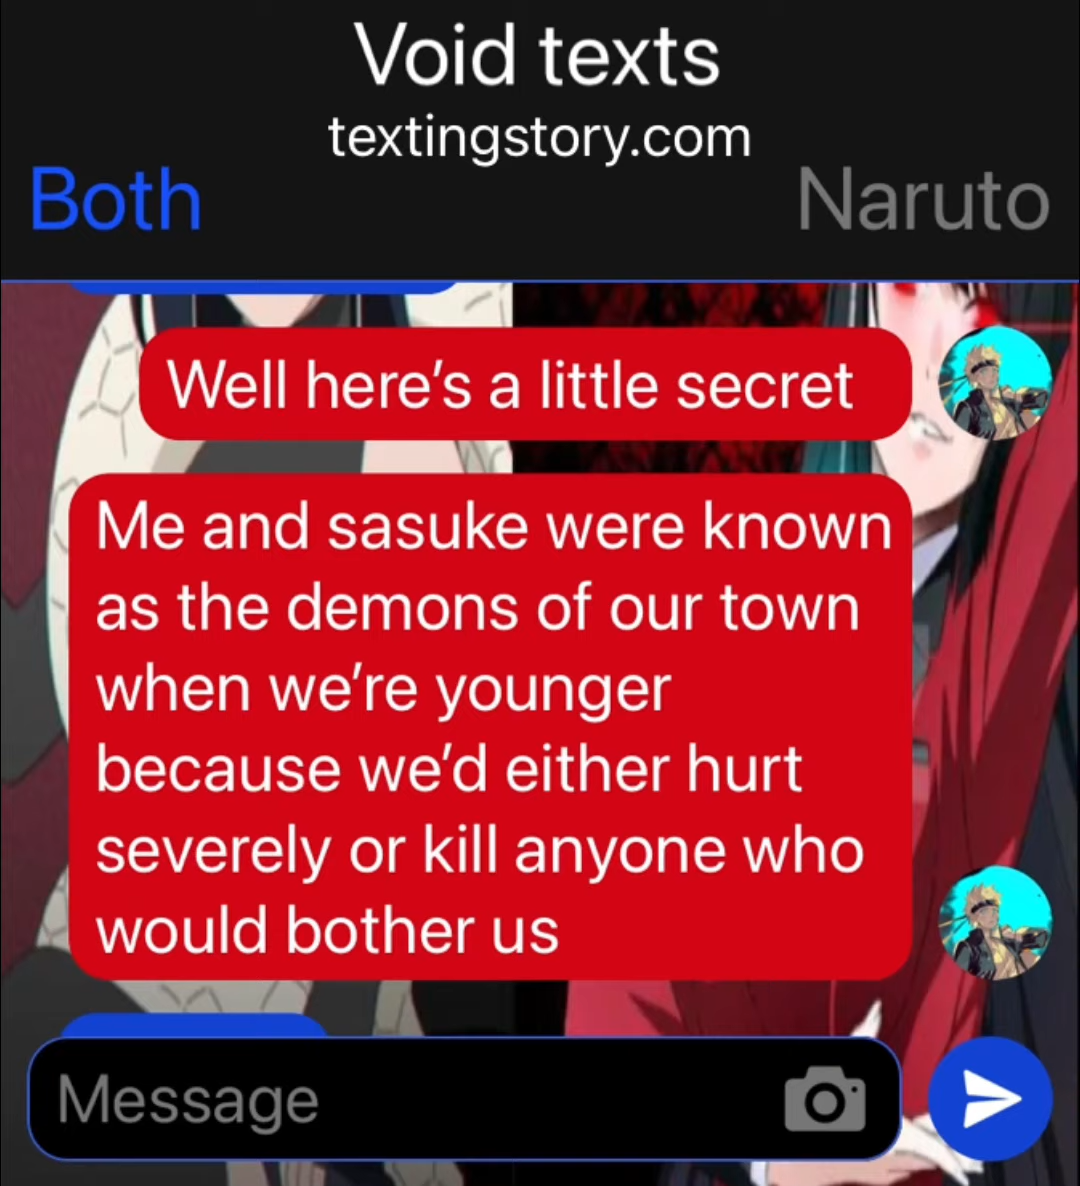 Void texts
textingstory.com
Both
Naruto
Well here's a little secret
Me and sasuke were known
as the demons of our town
when we're younger
because we'd either hurt
severely or kill anyone who
would bother us
Message